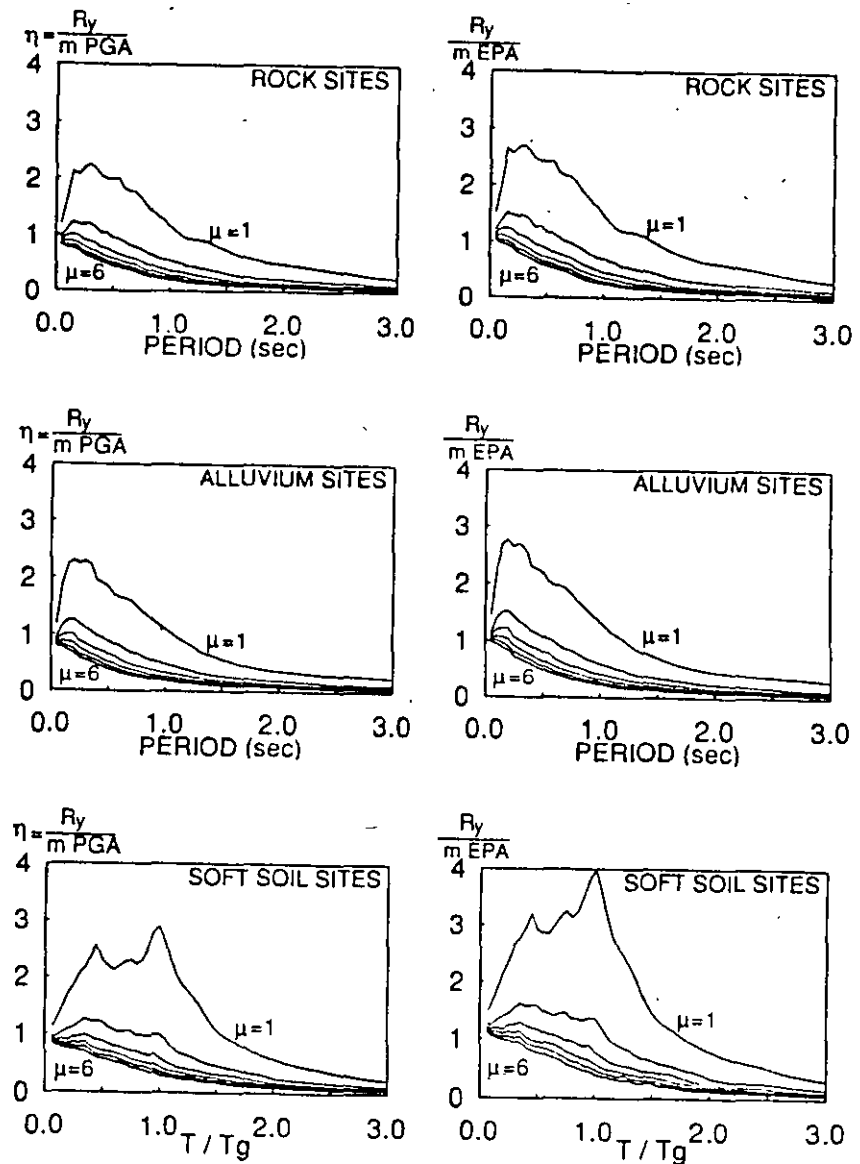 η = Ry / m PGA
Ry / m EPA
4
3
2
1
0
ROCK SITES
μ=1
μ=6
0.0 1.0 2.0 3.0
PERIOD (sec)
4
3
2
1
0
ROCK SITES
μ=1
μ=6
0.0 1.0 2.0 3.0
PERIOD (sec)
η = Ry / m PGA
Ry / m EPA
4
3
2
1
0
ALLUVIUM SITES
μ=1
μ=6
0.0 1.0 2.0 3.0
PERIOD (sec)
4
3
2
1
0
ALLUVIUM SITES
μ=1
μ=6
0.0 1.0 2.0 3.0
PERIOD (sec)
η = Ry / m PGA
Ry / m EPA
4
3
2
1
0
SOFT SOIL SITES
μ=1
μ=6
0.0 1.0 2.0 3.0
T / Tg
4
3
2
1
0
SOFT SOIL SITES
μ=1
μ=6
0.0 1.0 2.0 3.0
T / Tg